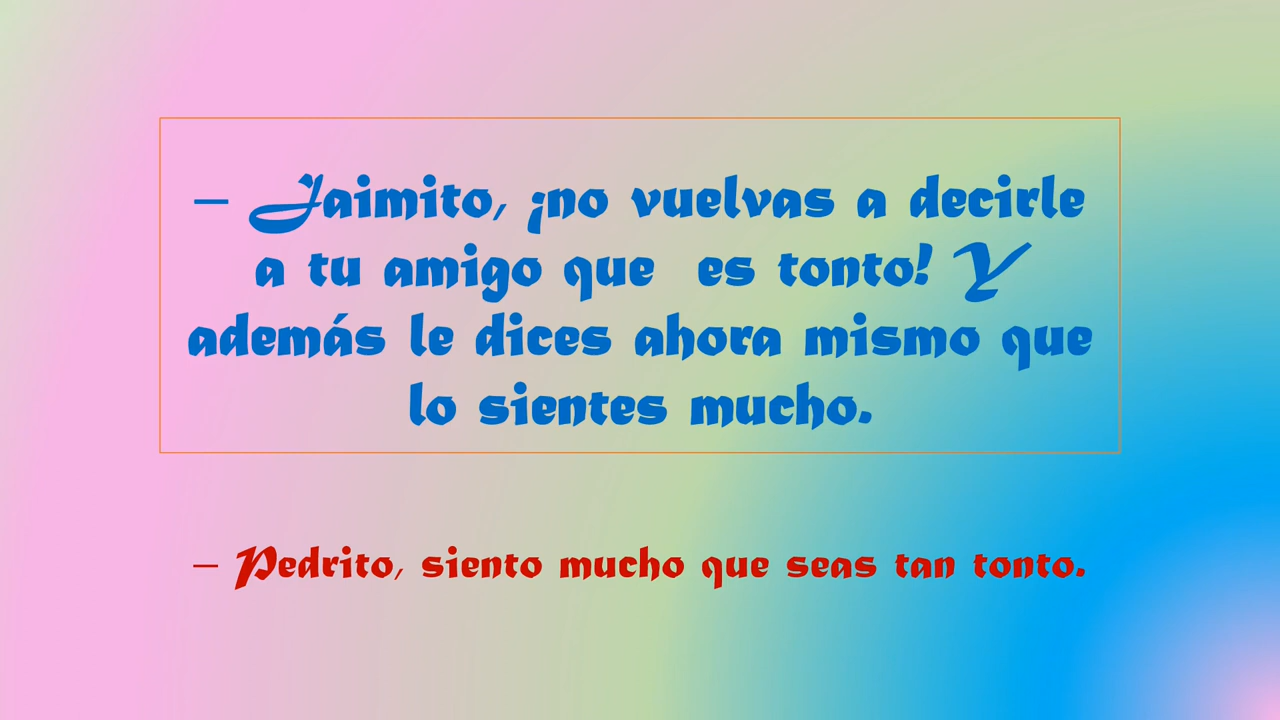 – Jaimito, ¡no vuelvas a decirle
a tu amigo que  es tonto! Y
además le dices ahora mismo que
lo sientes mucho.
– Pedrito, siento mucho que seas tan tonto.